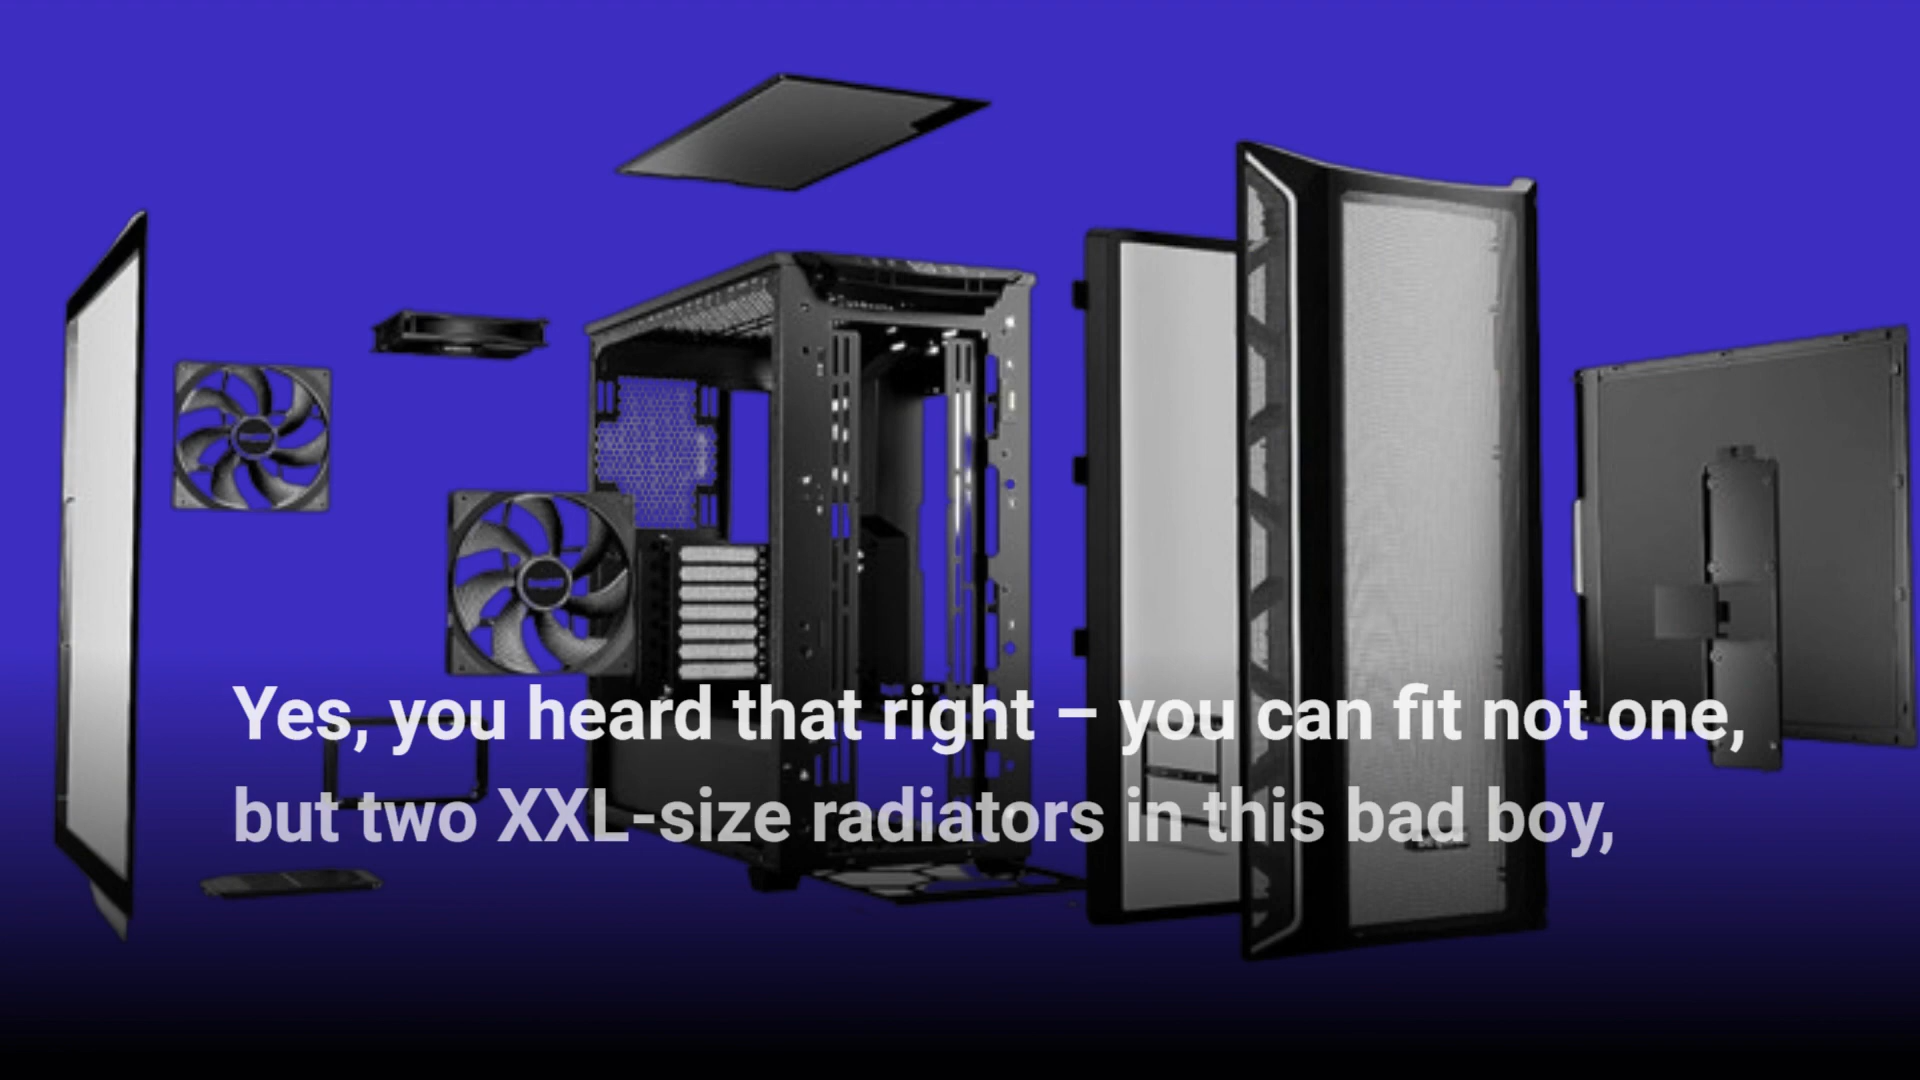 Yes, you heard that right – you can fit not one,
but two XXL-size radiators in this bad boy,